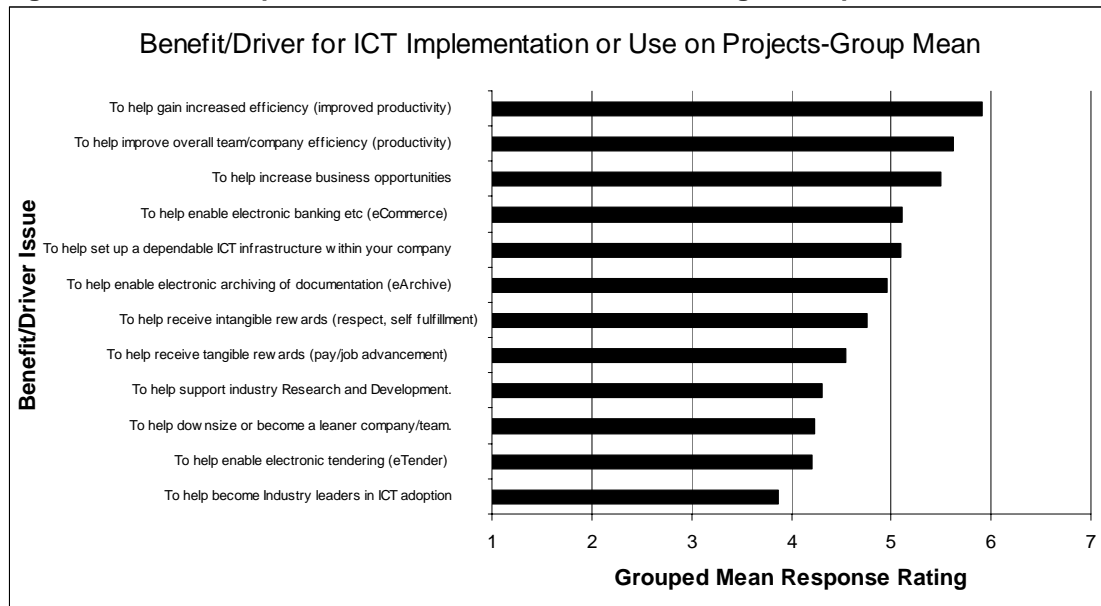 Benefit/Driver for ICT Implementation or Use on Projects-Group Mean
Benefit/Driver Issue
To help gain increased efficiency (improved productivity)
To help improve overall team/company efficiency (productivity)
To help increase business opportunities
To help enable electronic banking etc (eCommerce)
To help set up a dependable ICT infrastructure within your company
To help enable electronic archiving of documentation (eArchive)
To help receive intangible rewards (respect, self fulfillment)
To help receive tangible rewards (pay/job advancement)
To help support industry Research and Development.
To help downsize or become a leaner company/team.
To help enable electronic tendering (eTender)
To help become Industry leaders in ICT adoption
1 2 3 4 5 6 7
Grouped Mean Response Rating